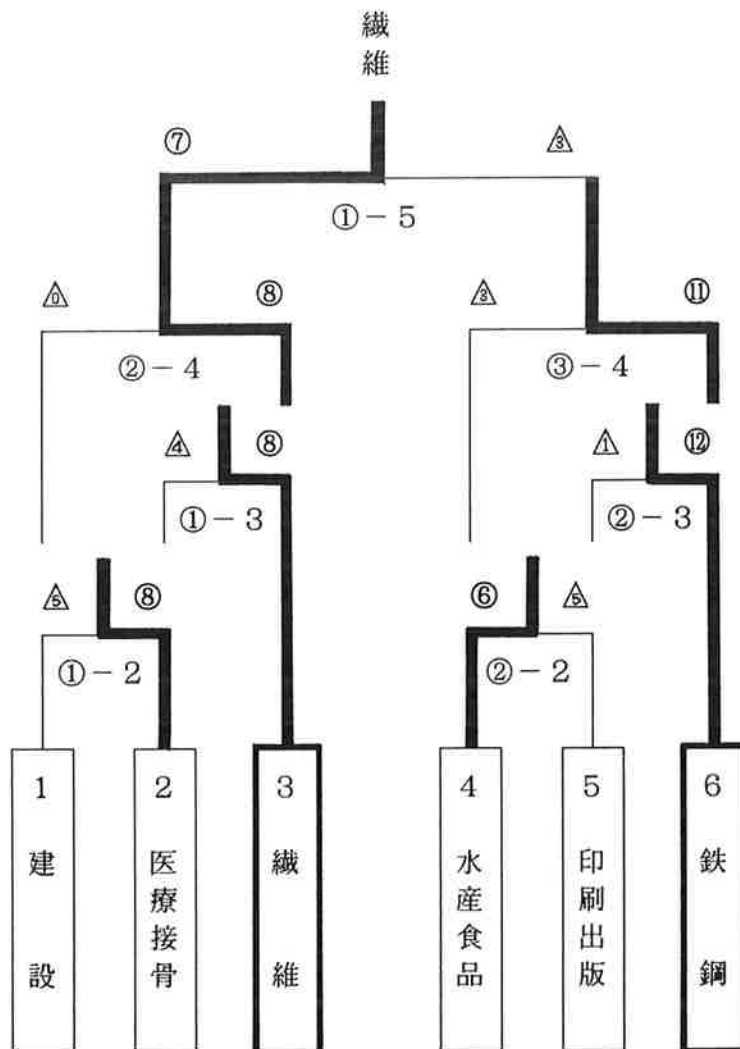 繊維
⑦ 3
①－5
0 ⑧ 3 ⑪
②－4 ③－4
4 ⑧ 1 ⑫
①－3 ②－3
5 ⑧ ⑥ 5
①－2 ②－2
1 2 3 4 5 6
建設
医療接骨
繊維
水産食品
印刷出版
鉄鋼